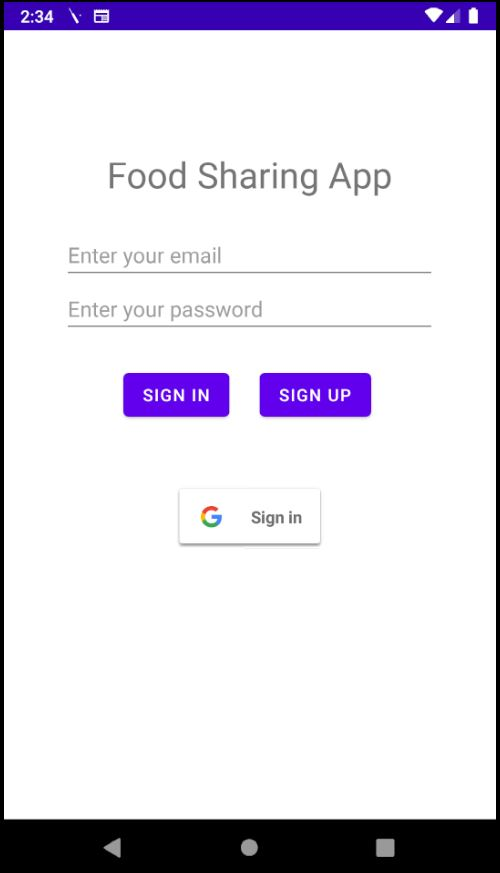 2:34
Food Sharing App
Enter your email
Enter your password
SIGN IN SIGN UP
Sign in